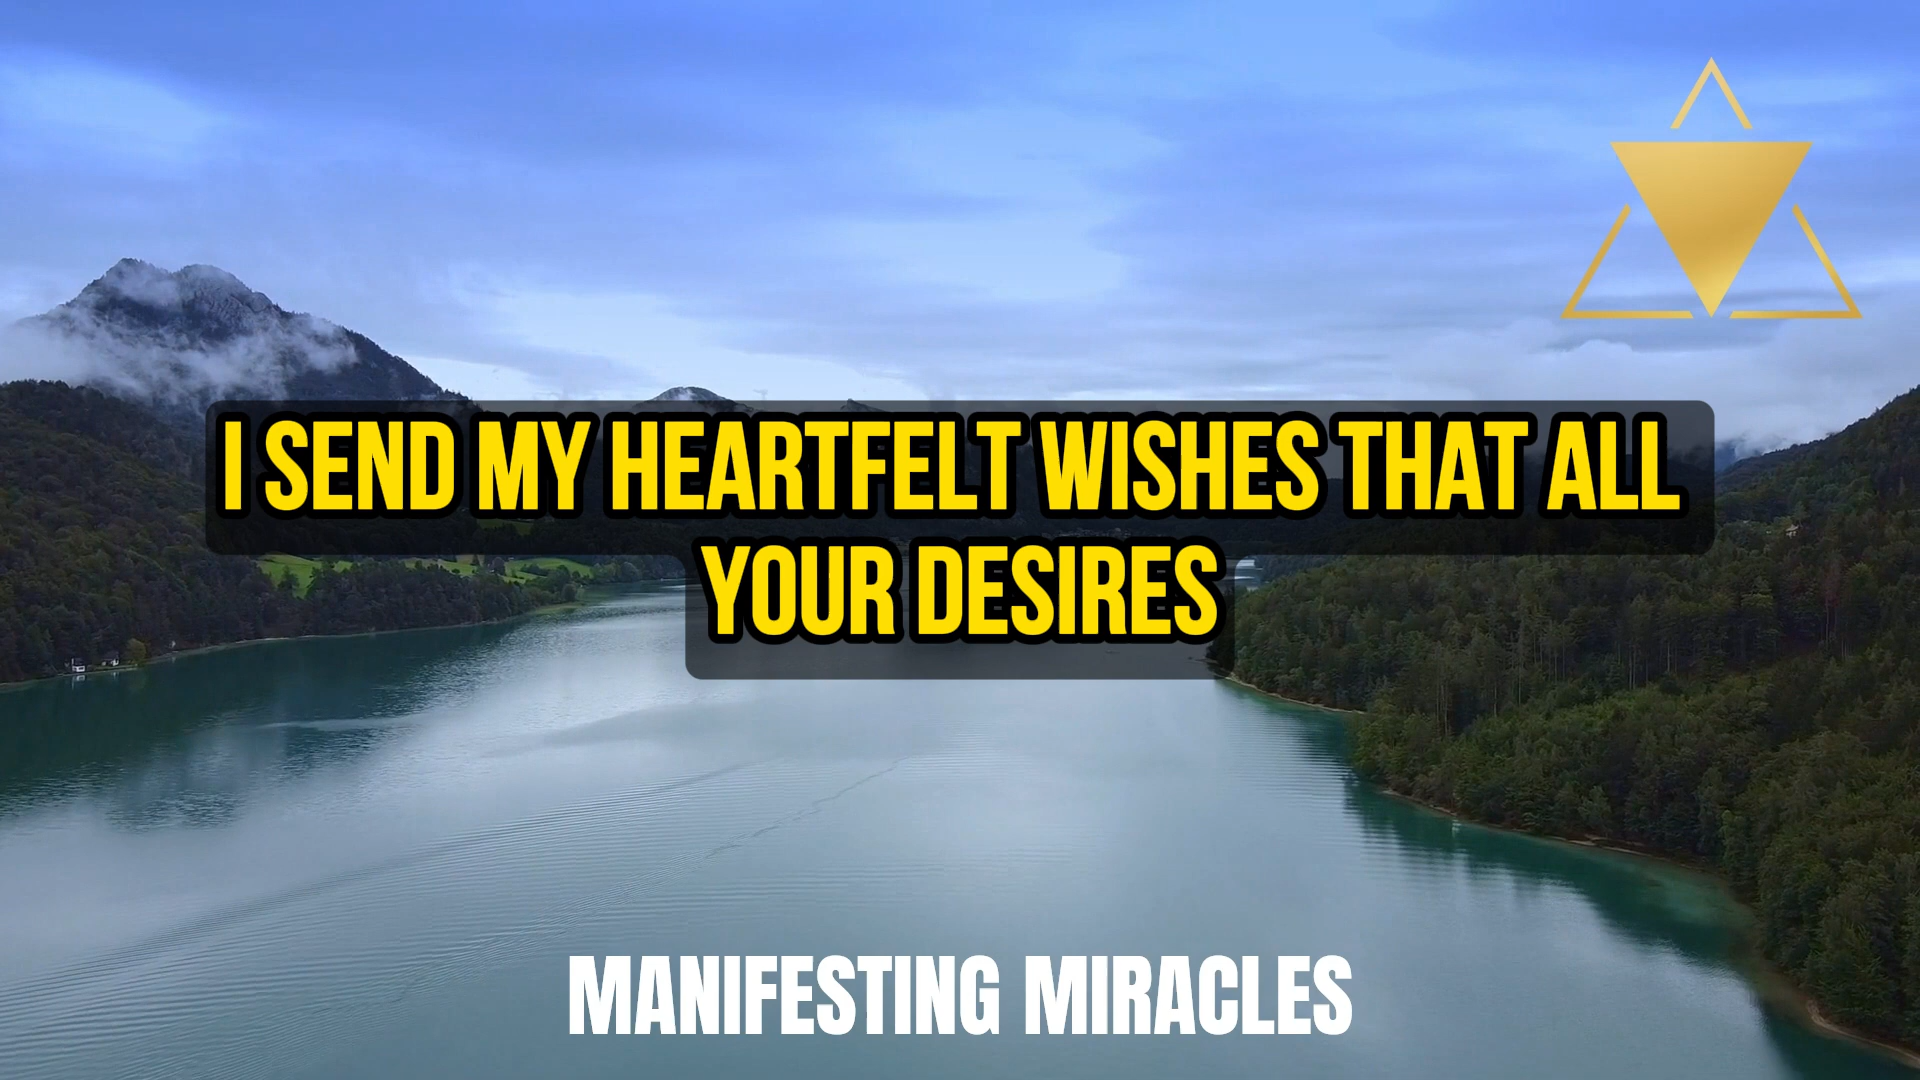 I SEND MY HEARTFELT WISHES THAT ALL
YOUR DESIRES
MANIFESTING MIRACLES